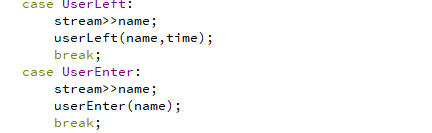 case UserLeft:
stream>>name;
userLeft(name,time);
break;
case UserEnter:
stream>>name;
userEnter(name);
break;